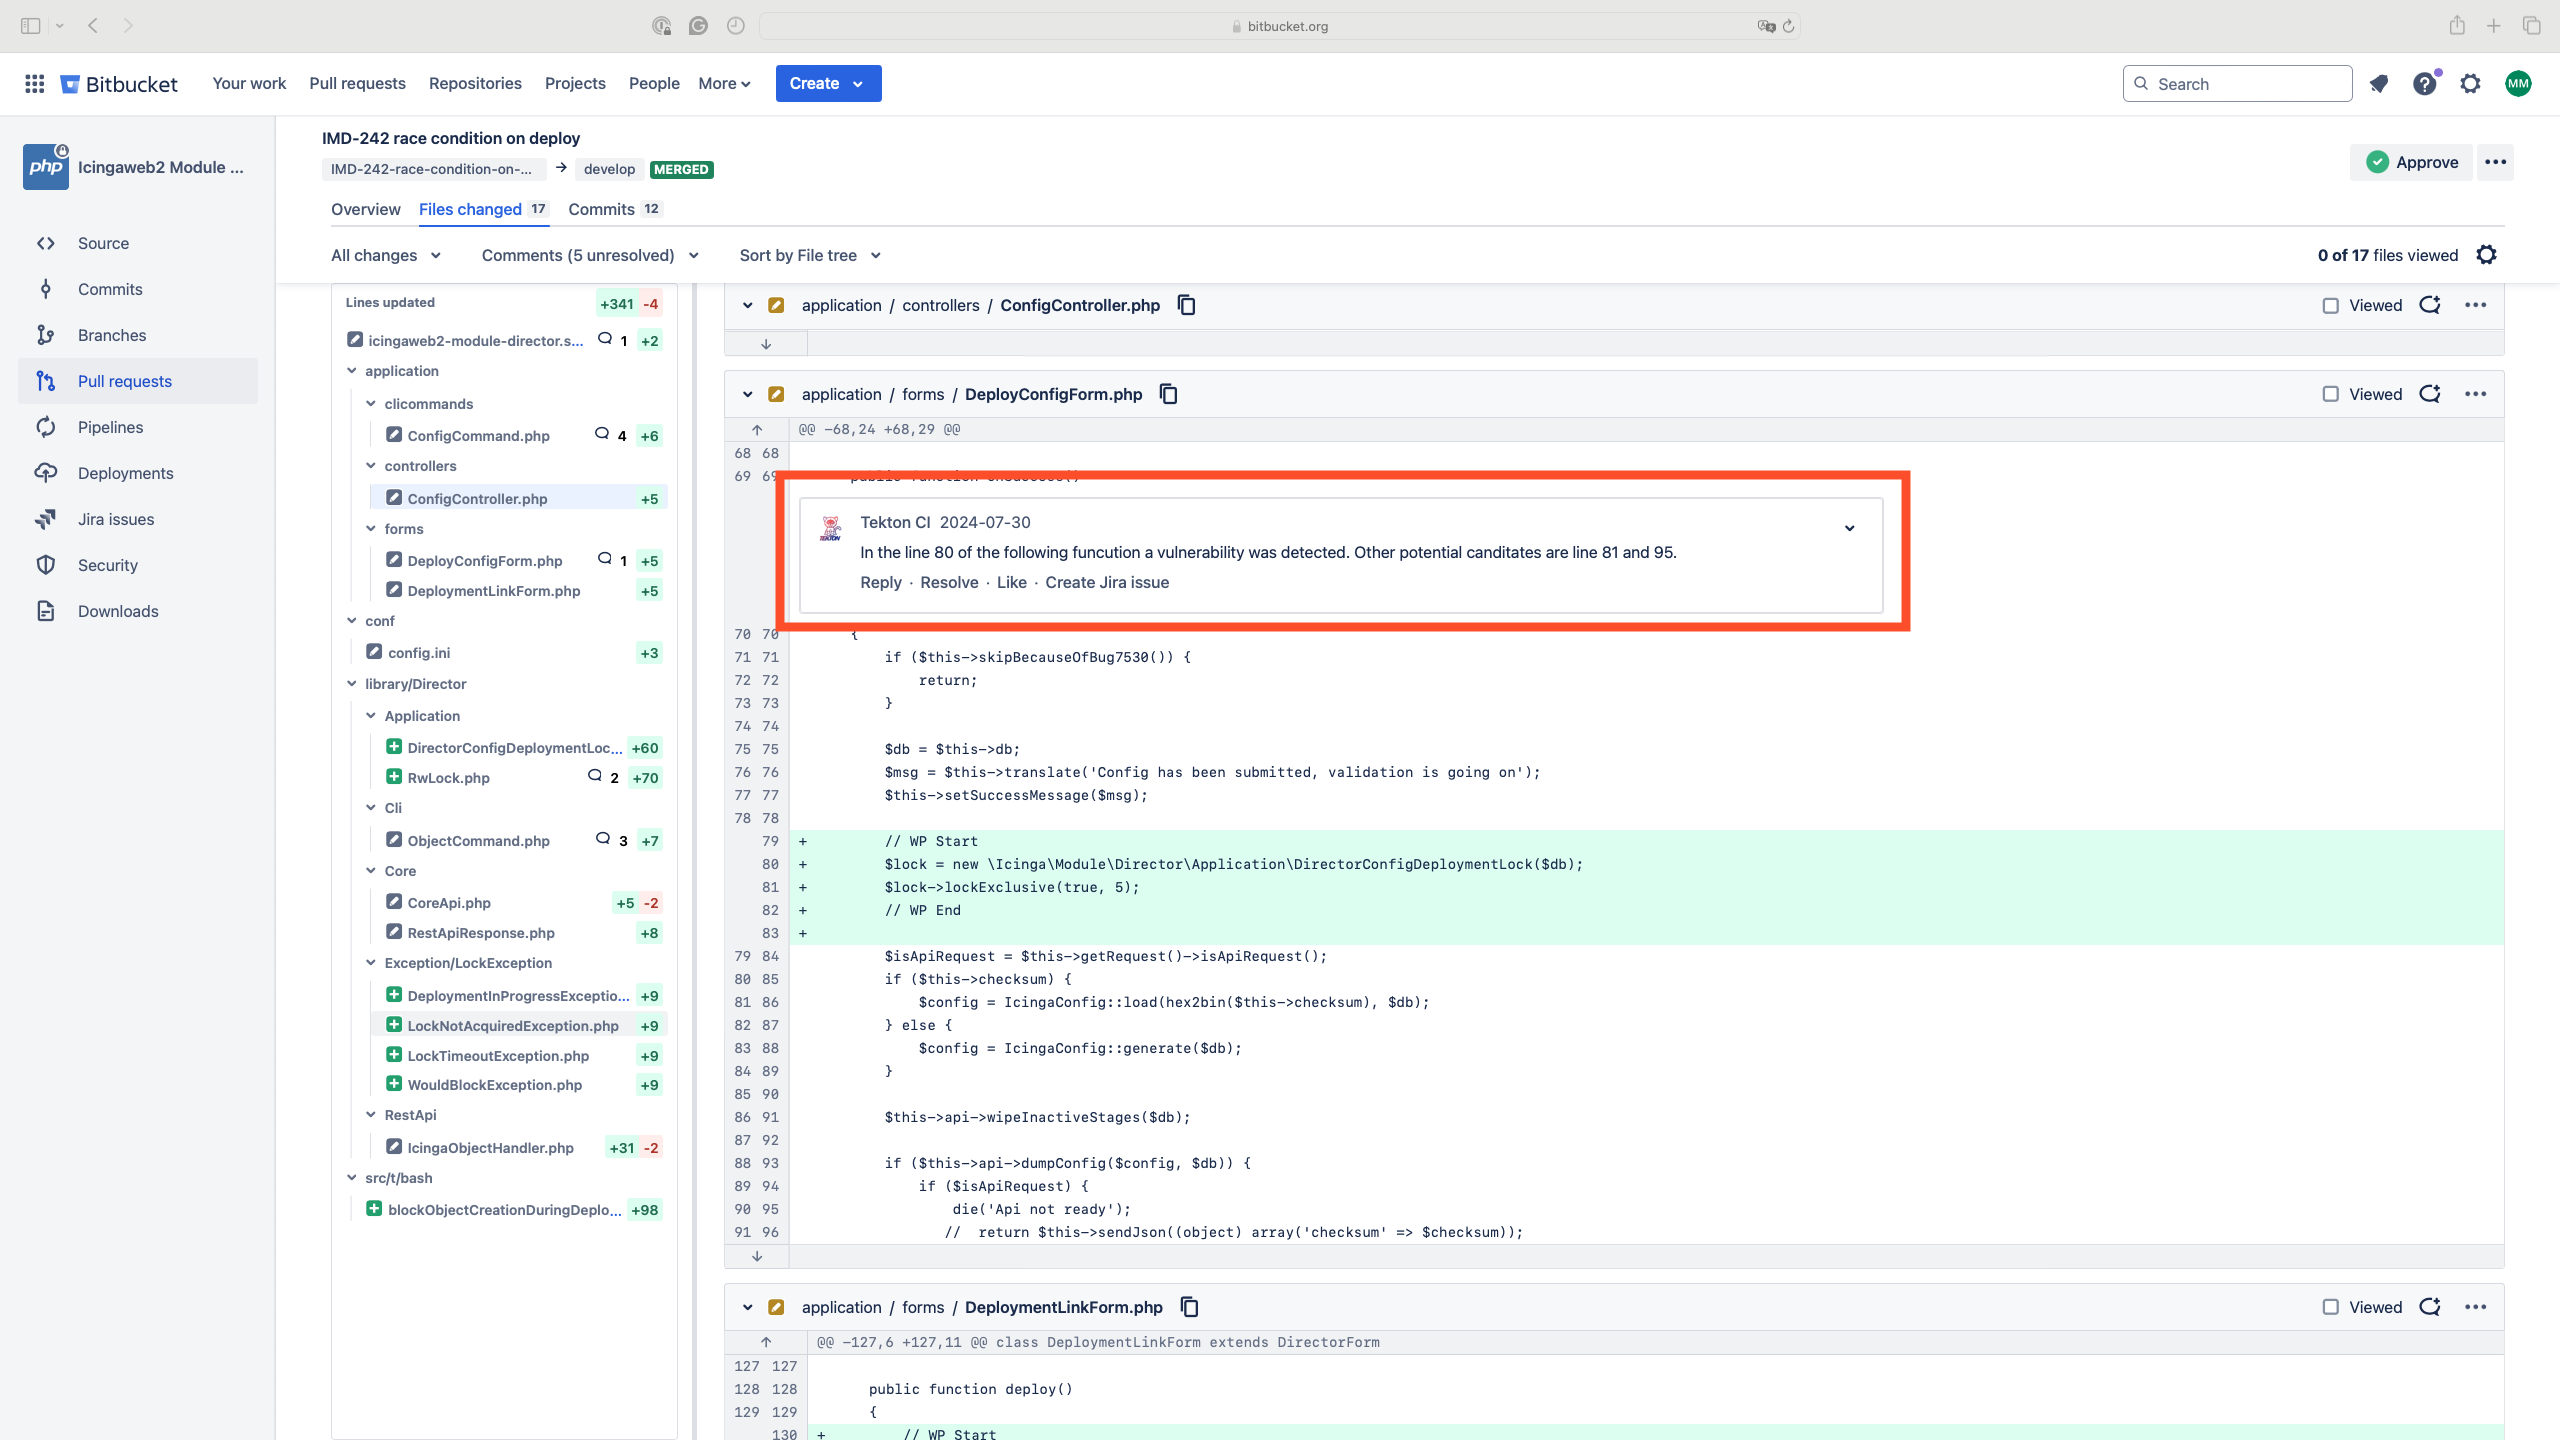 bitbucket.org
Bitbucket Your work Pull requests Repositories Projects People More Create Search MM
php Icingaweb2 Module ...
Source
Commits
Branches
Pull requests
Pipelines
Deployments
Jira issues
Security
Downloads
IMD-242 race condition on deploy
IMD-242-race-condition-on-... → develop MERGED
Approve
Overview Files changed 17 Commits 12
All changes Comments (5 unresolved) Sort by File tree 0 of 17 files viewed
Lines updated +341 -4
icingaweb2-module-director.s... 1 +2
application
clicommands
ConfigCommand.php 4 +6
controllers
ConfigController.php +5
forms
DeployConfigForm.php 1 +5
DeploymentLinkForm.php +5
conf
config.ini +3
library/Director
Application
DirectorConfigDeploymentLoc... +60
RwLock.php 2 +70
Cli
ObjectCommand.php 3 +7
Core
CoreApi.php +5 -2
RestApiResponse.php +8
Exception/LockException
DeploymentInProgressExceptio... +9
LockNotAcquiredException.php +9
LockTimeoutException.php +9
WouldBlockException.php +9
RestApi
IcingaObjectHandler.php +31 -2
src/t/bash
blockObjectCreationDuringDeplo... +98
application / controllers / ConfigController.php Viewed
application / forms / DeployConfigForm.php Viewed
@@ -68,24 +68,29 @@
68 68
69 69 public function onSuccess()
TEKTON
Tekton CI 2024-07-30
In the line 80 of the following funcution a vulnerability was detected. Other potential canditates are line 81 and 95.
Reply · Resolve · Like · Create Jira issue
70 70 {
71 71 if ($this->skipBecauseOfBug7530()) {
72 72 return;
73 73 }
74 74
75 75 $db = $this->db;
76 76 $msg = $this->translate('Config has been submitted, validation is going on');
77 77 $this->setSuccessMessage($msg);
78 78
79 + // WP Start
80 + $lock = new \Icinga\Module\Director\Application\DirectorConfigDeploymentLock($db);
81 + $lock->lockExclusive(true, 5);
82 + // WP End
83 +
79 84 $isApiRequest = $this->getRequest()->isApiRequest();
80 85 if ($this->checksum) {
81 86 $config = IcingaConfig::load(hex2bin($this->checksum), $db);
82 87 } else {
83 88 $config = IcingaConfig::generate($db);
84 89 }
85 90
86 91 $this->api->wipeInactiveStages($db);
87 92
88 93 if ($this->api->dumpConfig($config, $db)) {
89 94 if ($isApiRequest) {
90 95 die('Api not ready');
91 96 // return $this->sendJson((object) array('checksum' => $checksum));
application / forms / DeploymentLinkForm.php Viewed
@@ -127,6 +127,11 @@ class DeploymentLinkForm extends DirectorForm
127 127
128 128 public function deploy()
129 129 {
130 + // WP Start